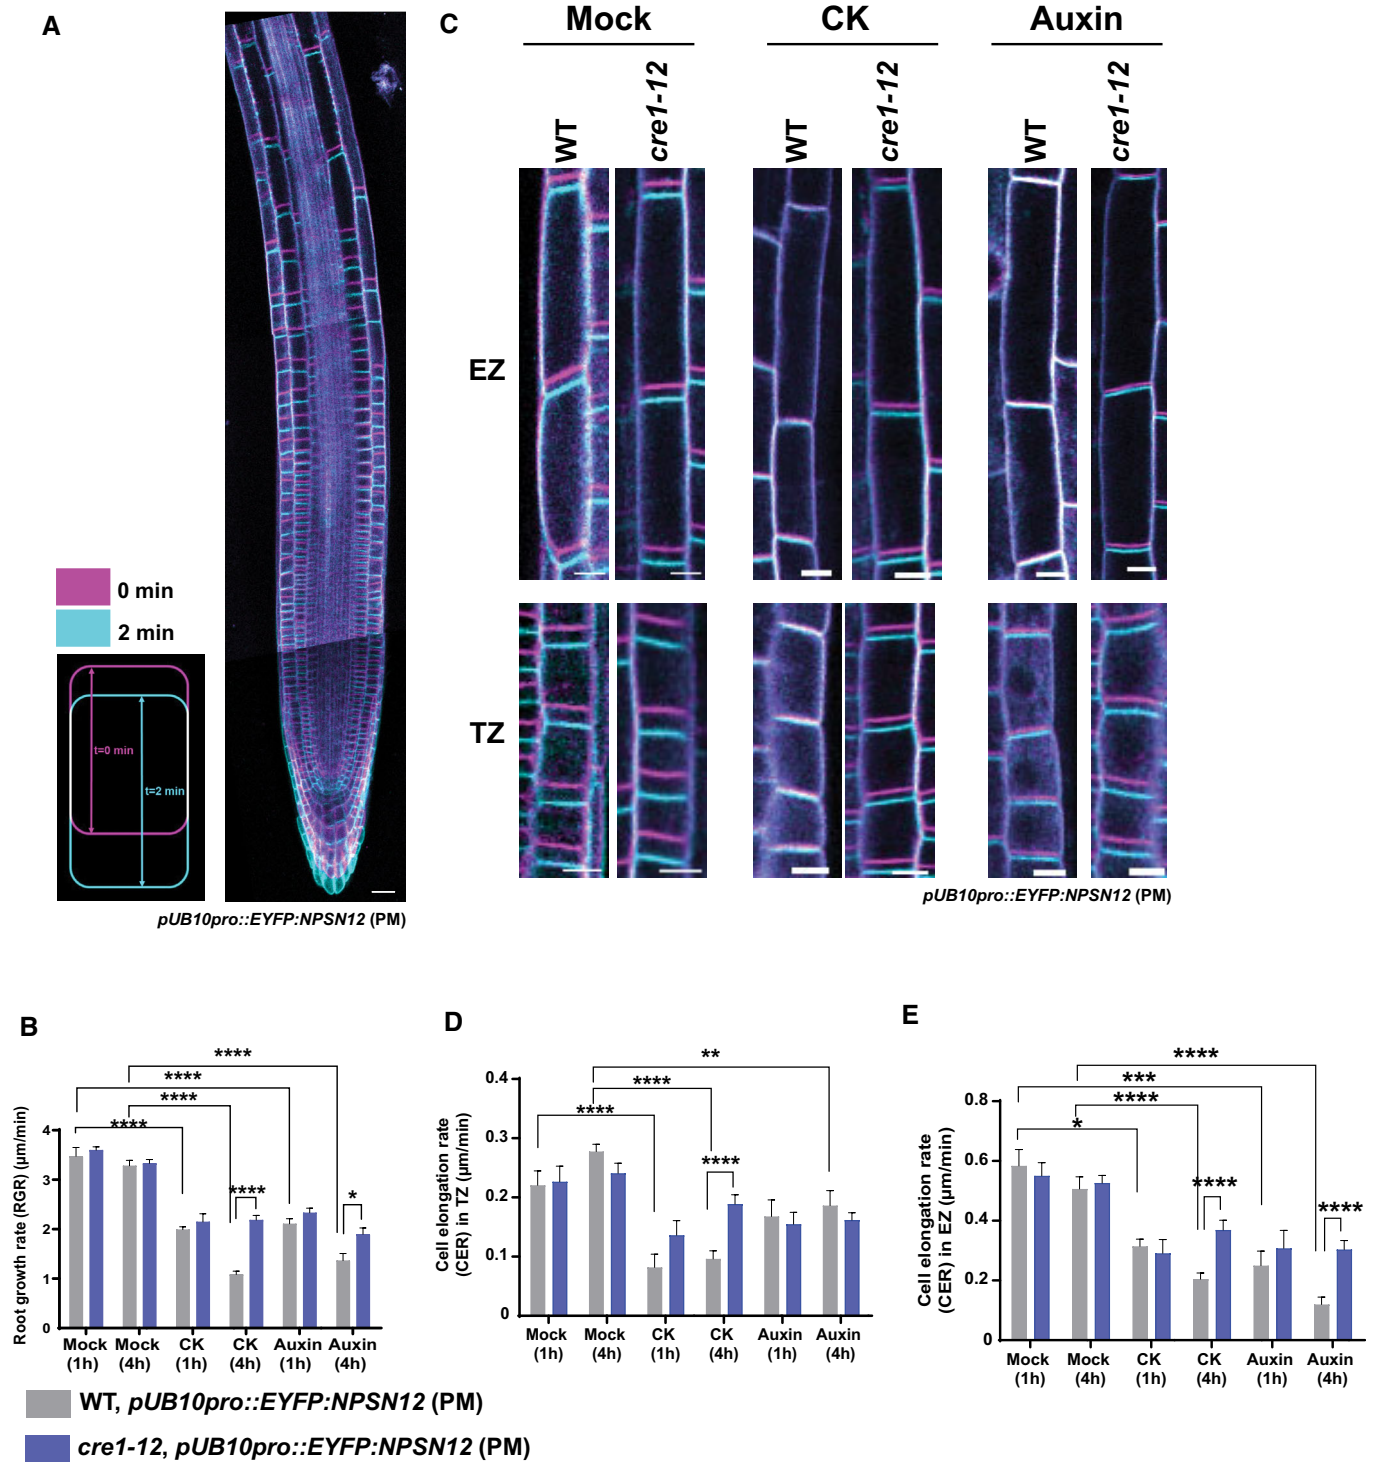 A
0 min
2 min
t=0 min
t=2 min
pUB10pro::EYFP:NPSN12 (PM)
C
Mock
CK
Auxin
WT
cre1-12
WT
cre1-12
WT
cre1-12
EZ
TZ
pUB10pro::EYFP:NPSN12 (PM)
B
Root growth rate (RGR) (µm/min)
4
3
2
1
0
****
****
****
****
****
*
Mock
(1h)
Mock
(4h)
CK
(1h)
CK
(4h)
Auxin
(1h)
Auxin
(4h)
D
Cell elongation rate
(CER) in TZ (µm/min)
0.4
0.3
0.2
0.1
0
**
****
****
****
Mock
(1h)
Mock
(4h)
CK
(1h)
CK
(4h)
Auxin
(1h)
Auxin
(4h)
E
Cell elongation rate
(CER) in EZ (µm/min)
0.8
0.6
0.4
0.2
0
****
***
****
*
****
****
Mock
(1h)
Mock
(4h)
CK
(1h)
CK
(4h)
Auxin
(1h)
Auxin
(4h)
WT, pUB10pro::EYFP:NPSN12 (PM)
cre1-12, pUB10pro::EYFP:NPSN12 (PM)